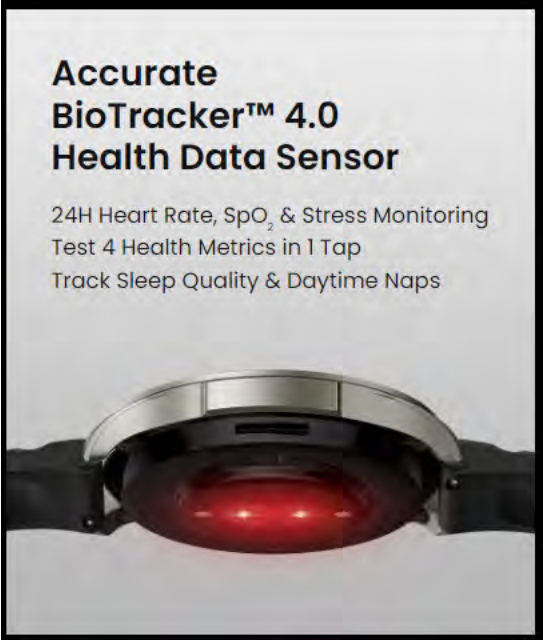 Accurate
BioTracker™ 4.0
Health Data Sensor
24H Heart Rate, SpO₂ & Stress Monitoring
Test 4 Health Metrics in 1 Tap
Track Sleep Quality & Daytime Naps